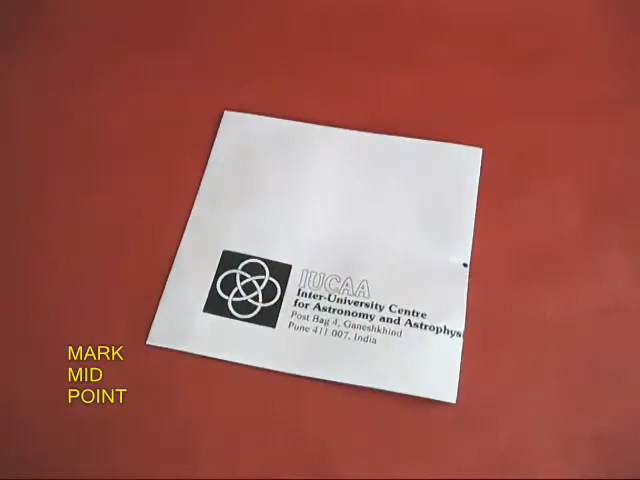 IUCAA
Inter-University Centre
for Astronomy and Astrophys
Post Bag 4, Ganeshkhind
Pune 411 007, India
MARK
MID
POINT